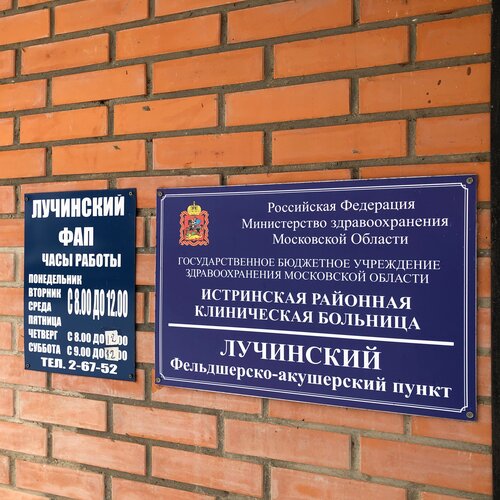 ЛУЧИНСКИЙ
ФАП
ЧАСЫ РАБОТЫ
ПОНЕДЕЛЬНИК
ВТОРНИК
СРЕДА
ПЯТНИЦА
С 8.00 ДО 12.00
ЧЕТВЕРГ С 8.00 ДО
СУББОТА С 9.00 ДО
ТЕЛ. 2-67-52
Российская Федерация
Министерство здравоохранения
Московской Области
ГОСУДАРСТВЕННОЕ БЮДЖЕТНОЕ УЧРЕЖДЕНИЕ
ЗДРАВООХРАНЕНИЯ МОСКОВСКОЙ ОБЛАСТИ
ИСТРИНСКАЯ РАЙОННАЯ
КЛИНИЧЕСКАЯ БОЛЬНИЦА
ЛУЧИНСКИЙ
Фельдшерско-акушерский пункт